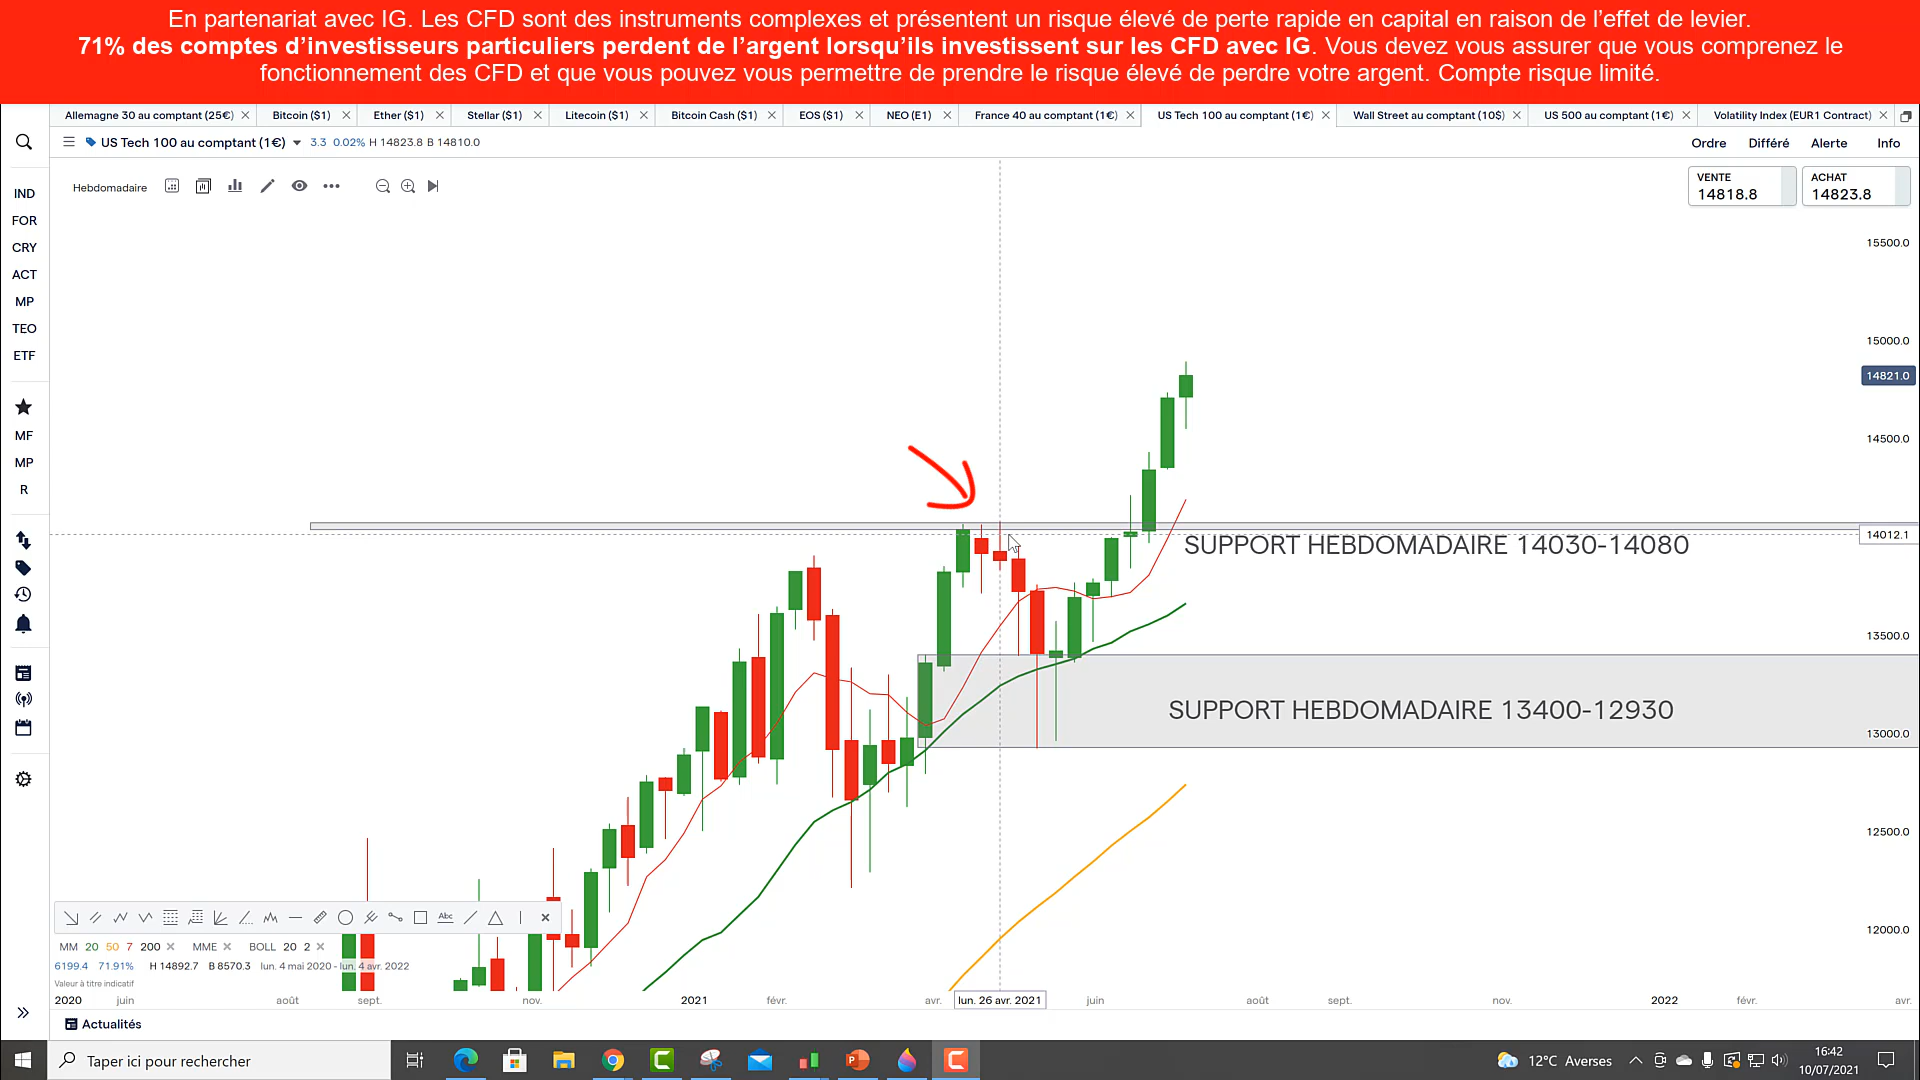 En partenariat avec IG. Les CFD sont des instruments complexes et présentent un risque élevé de perte rapide en capital en raison de l’effet de levier.
71% des comptes d’investisseurs particuliers perdent de l’argent lorsqu’ils investissent sur les CFD avec IG. Vous devez vous assurer que vous comprenez le
fonctionnement des CFD et que vous pouvez vous permettre de prendre le risque élevé de perdre votre argent. Compte risque limité.
Allemagne 30 au comptant (25€) Bitcoin ($1) Ether ($1) Stellar ($1) Litecoin ($1) Bitcoin Cash ($1) EOS ($1) NEO (E1) France 40 au comptant (1€) US Tech 100 au comptant (1€) Wall Street au comptant (10$) US 500 au comptant (1€) Volatility Index (EUR1 Contract)
US Tech 100 au comptant (1€) 3.3 0.02% H 14823.8 B 14810.0 Ordre Différé Alerte Info
Hebdomadaire
VENTE ACHAT
14818.8 14823.8
IND
FOR
CRY
ACT
MP
TEO
ETF
MF
MP
R
15500.0
15000.0
14821.0
14500.0
14012.1
SUPPORT HEBDOMADAIRE 14030-14080
13500.0
SUPPORT HEBDOMADAIRE 13400-12930
13000.0
12500.0
12000.0
Abc
MM 20 50 7 200 MME BOLL 20 2
6199.4 71.91% H 14892.7 B 8570.3 lun. 4 mai 2020 - lun. 4 avr. 2022
Valeur à titre indicatif
2020 juin août sept. nov. 2021 févr. avr. lun. 26 avr. 2021 juin août sept. nov. 2022 févr. avr.
Actualités
Taper ici pour rechercher
12°C Averses
16:42
10/07/2021